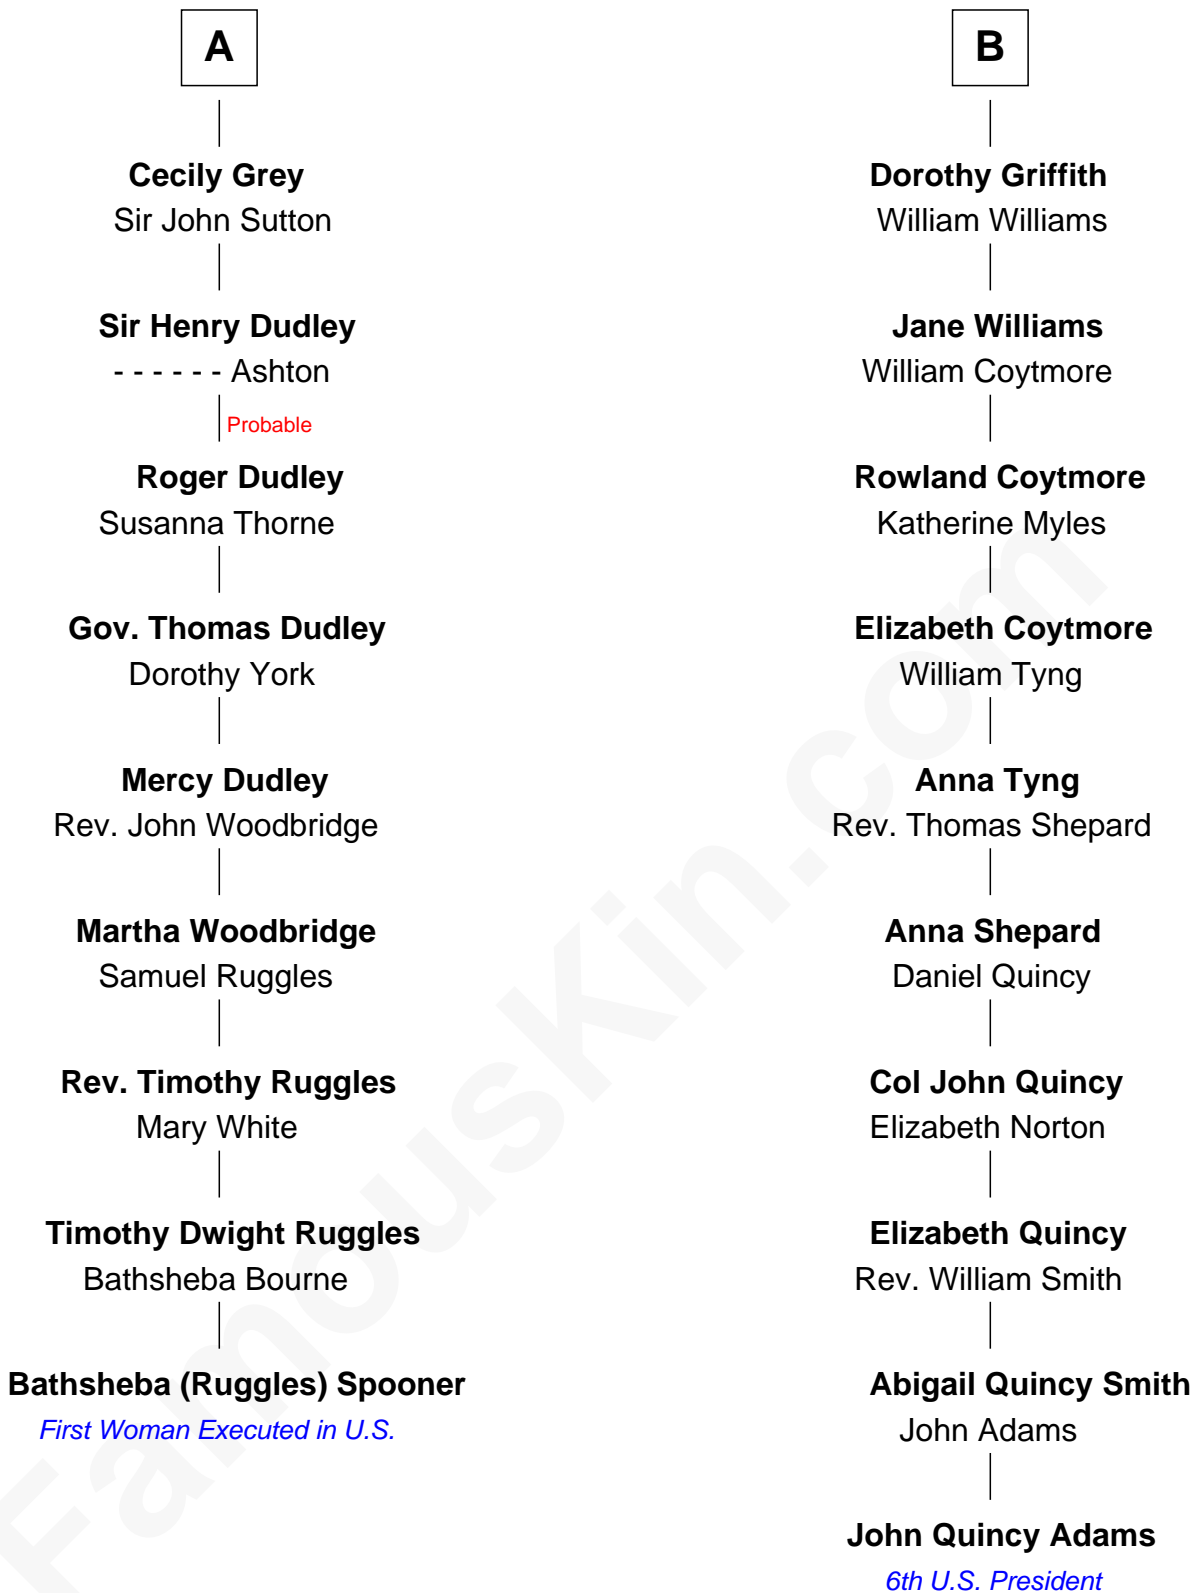 A
Cecily Grey
Sir John Sutton
Sir Henry Dudley
- - - - - - Ashton
Probable
Roger Dudley
Susanna Thorne
Gov. Thomas Dudley
Dorothy York
Mercy Dudley
Rev. John Woodbridge
Martha Woodbridge
Samuel Ruggles
Rev. Timothy Ruggles
Mary White
Timothy Dwight Ruggles
Bathsheba Bourne
Bathsheba (Ruggles) Spooner
First Woman Executed in U.S.
B
Dorothy Griffith
William Williams
Jane Williams
William Coytmore
Rowland Coytmore
Katherine Myles
Elizabeth Coytmore
William Tyng
Anna Tyng
Rev. Thomas Shepard
Anna Shepard
Daniel Quincy
Col John Quincy
Elizabeth Norton
Elizabeth Quincy
Rev. William Smith
Abigail Quincy Smith
John Adams
John Quincy Adams
6th U.S. President
FamousKin.com